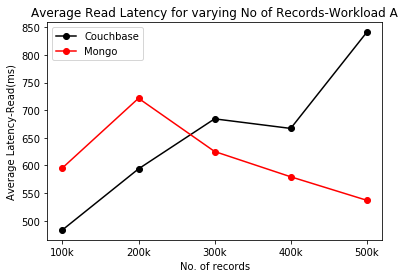 Average Read Latency for varying No of Records-Workload A
Couchbase
Mongo
Average Latency-Read(ms)
850
800
750
700
650
600
550
500
100k
200k
300k
400k
500k
No. of records